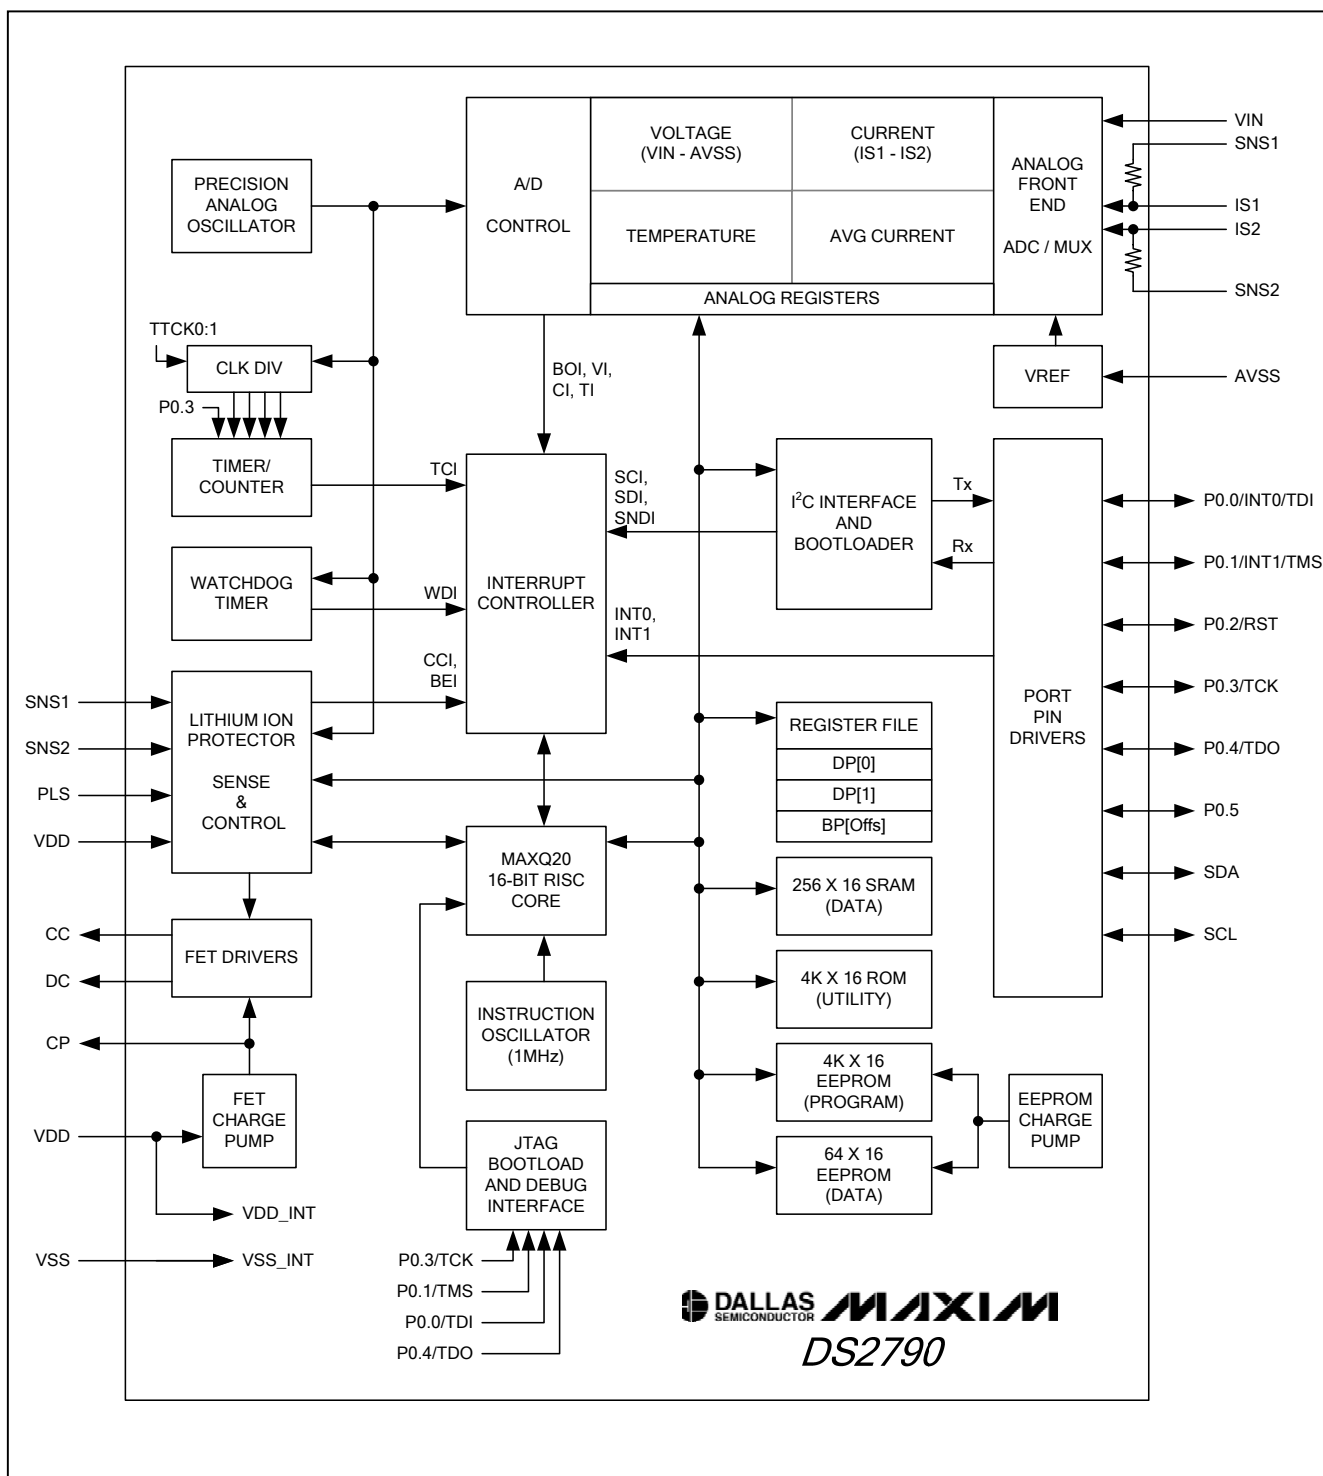 VOLTAGE
(VIN - AVSS)
CURRENT
(IS1 - IS2)
A/D
CONTROL
TEMPERATURE
AVG CURRENT
ANALOG REGISTERS
ANALOG
FRONT
END
ADC / MUX
VIN
SNS1
IS1
IS2
SNS2
PRECISION
ANALOG
OSCILLATOR
TTCK0:1
CLK DIV
P0.3
BOI, VI,
CI, TI
VREF
AVSS
TIMER/
COUNTER
TCI
SCI,
SDI,
SNDI
I²C INTERFACE
AND
BOOTLOADER
Tx
Rx
P0.0/INT0/TDI
P0.1/INT1/TMS
P0.2/RST
P0.3/TCK
P0.4/TDO
P0.5
SDA
SCL
WATCHDOG
TIMER
WDI
INTERRUPT
CONTROLLER
INT0,
INT1
CCI,
BEI
PORT
PIN
DRIVERS
SNS1
SNS2
PLS
VDD
LITHIUM ION
PROTECTOR
SENSE
&
CONTROL
REGISTER FILE
DP[0]
DP[1]
BP[Offs]
MAXQ20
16-BIT RISC
CORE
256 X 16 SRAM
(DATA)
CC
DC
CP
FET DRIVERS
4K X 16 ROM
(UTILITY)
INSTRUCTION
OSCILLATOR
(1MHz)
4K X 16
EEPROM
(PROGRAM)
EEPROM
CHARGE
PUMP
FET
CHARGE
PUMP
VDD
64 X 16
EEPROM
(DATA)
JTAG
BOOTLOAD
AND DEBUG
INTERFACE
VDD_INT
VSS
VSS_INT
P0.3/TCK
P0.1/TMS
P0.0/TDI
P0.4/TDO
DALLAS
SEMICONDUCTOR
MAXIM
DS2790